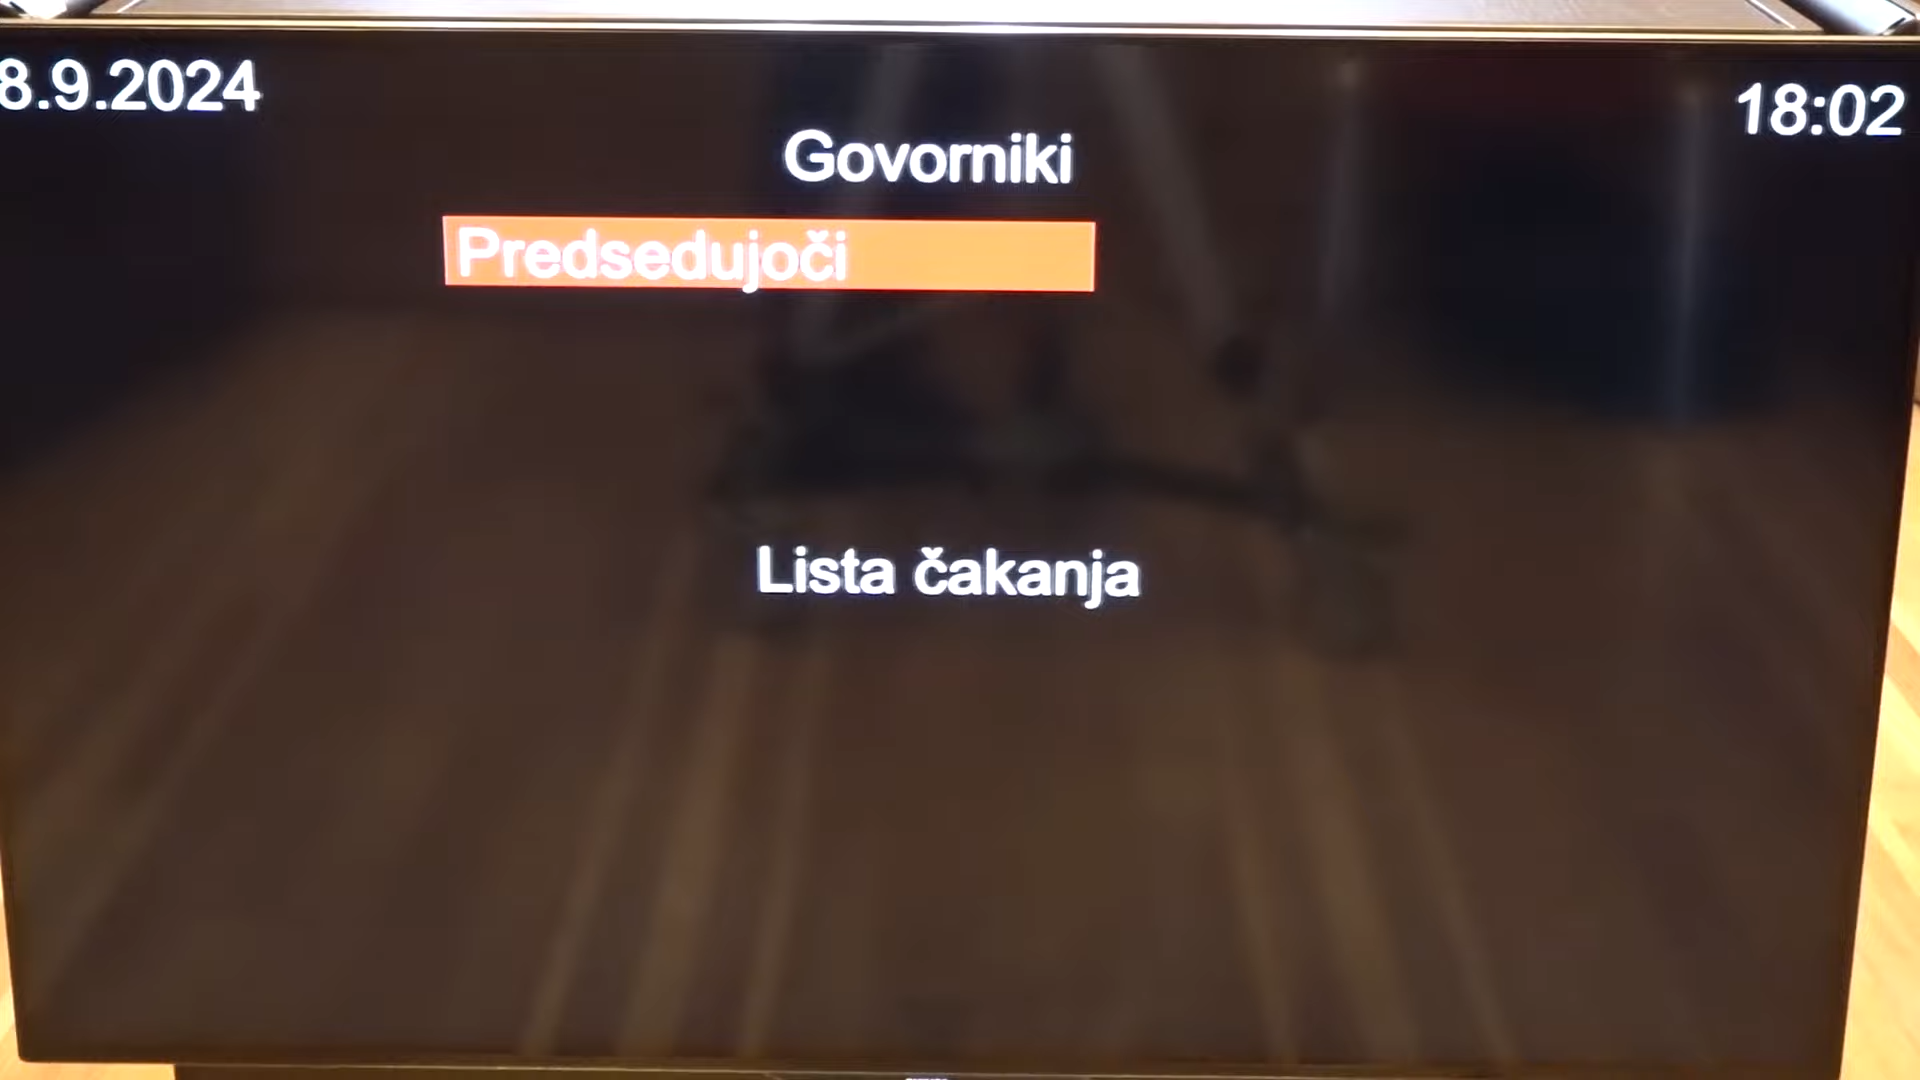 8.9.2024
18:02
Govorniki
Predsedujoči
Lista čakanja